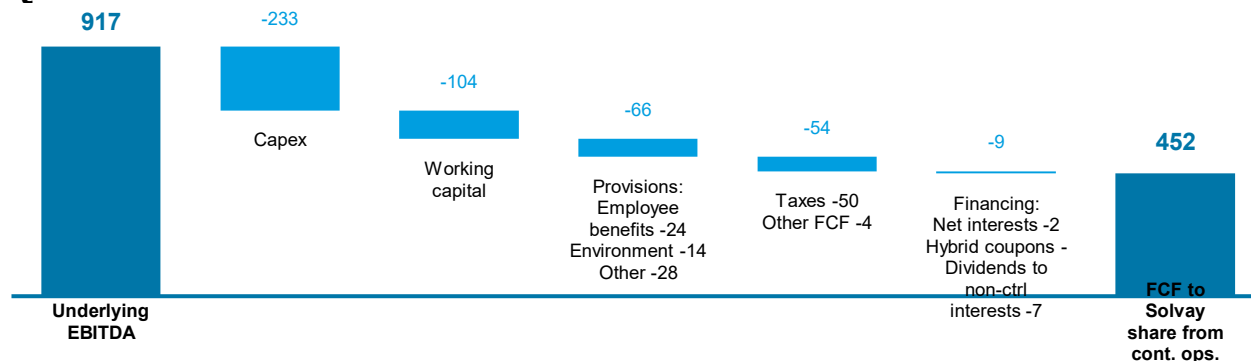 917
-233
Capex
-104
Working
capital
-66
Provisions:
Employee
benefits -24
Environment -14
Other -28
-54
Taxes -50
Other FCF -4
-9
Financing:
Net interests -2
Hybrid coupons -
Dividends to
non-ctrl
interests -7
452
Underlying
EBITDA
FCF to
Solvay
share from
cont. ops.